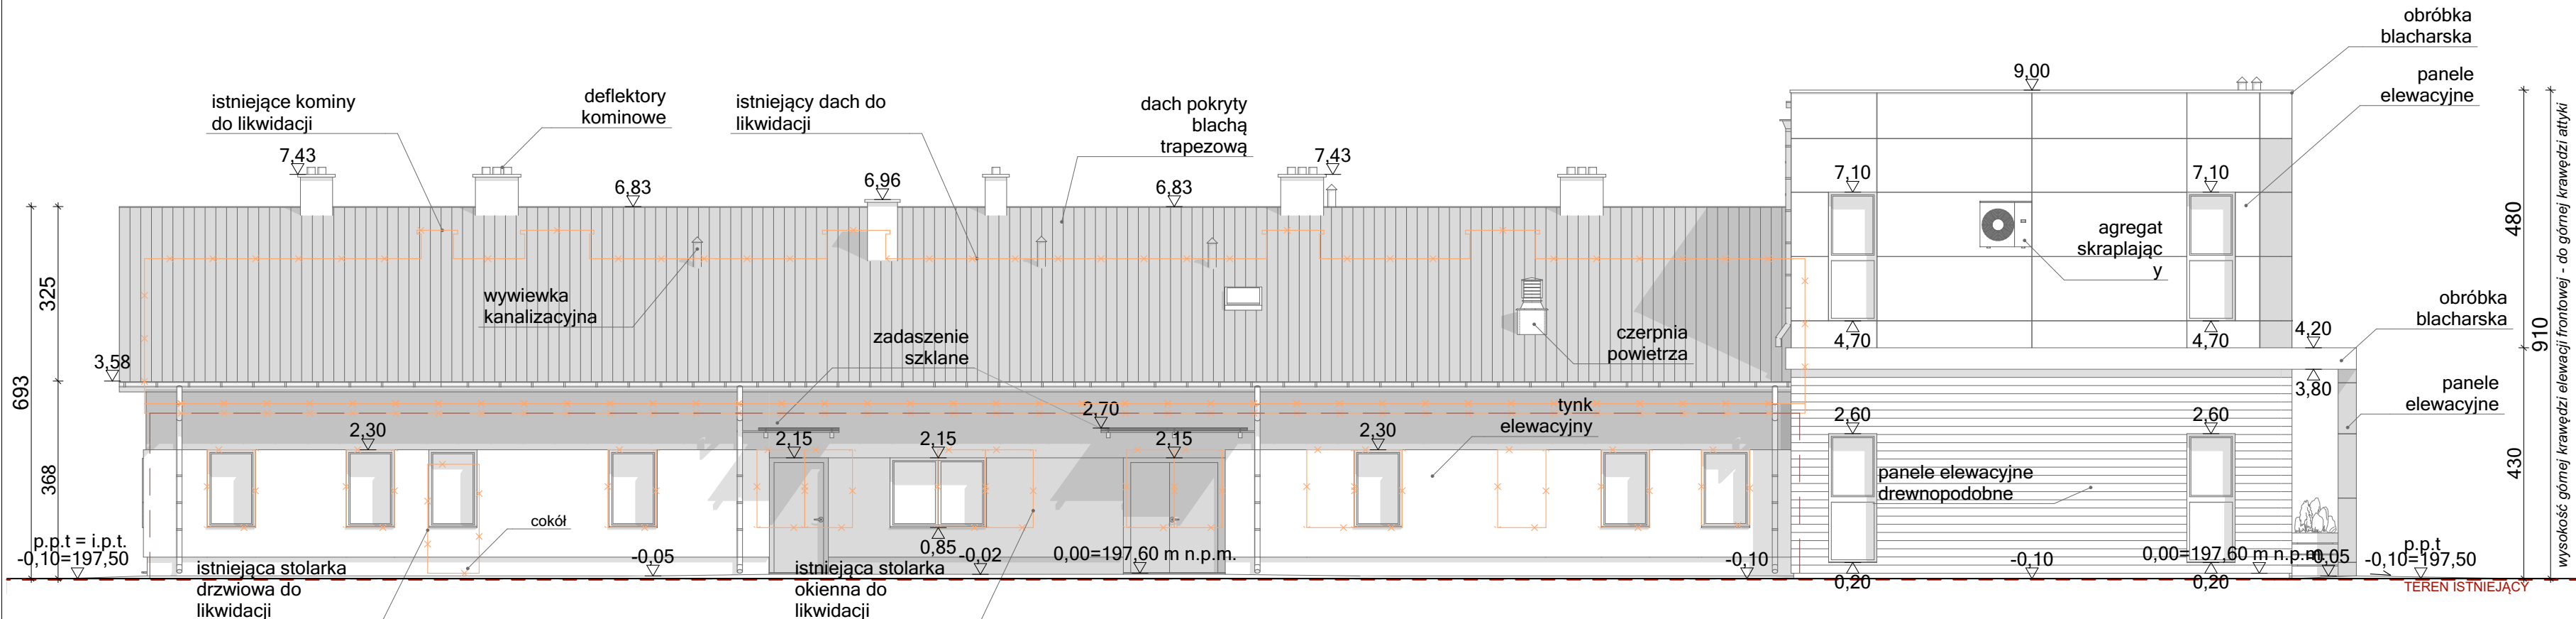 obróbka
blacharska
panele
elewacyjne
9,00
istniejące kominy
do likwidacji
deflektory
kominowe
istniejący dach do
likwidacji
dach pokryty
blachą
trapezową
7,43
7,43
6,83
6,96
6,83
7,10
7,10
agregat
skraplając
y
480
910
wysokość górnej krawędzi elewacji frontowej - do górnej krawędzi attyki
325
693
wywiewka
kanalizacyjna
zadaszenie
szklane
czerpnia
powietrza
obróbka
blacharska
4,70
4,70
4,20
3,80
3,58
panele
elewacyjne
2,70
tynk
elewacyjny
2,30
2,15
2,15
2,15
2,30
2,60
2,60
368
430
panele elewacyjne
drewnopodobne
cokół
p.p.t = i.p.t.
-0,10=197,50
-0,05
0,85
-0,02
0,00=197,60 m n.p.m.
-0,10
-0,10
0,00=197,60 m n.p.m.
-0,05
p.p.t
-0,10=197,50
0,20
0,20
TEREN ISTNIEJĄCY
istniejąca stolarka
drzwiowa do
likwidacji
istniejąca stolarka
okienna do
likwidacji